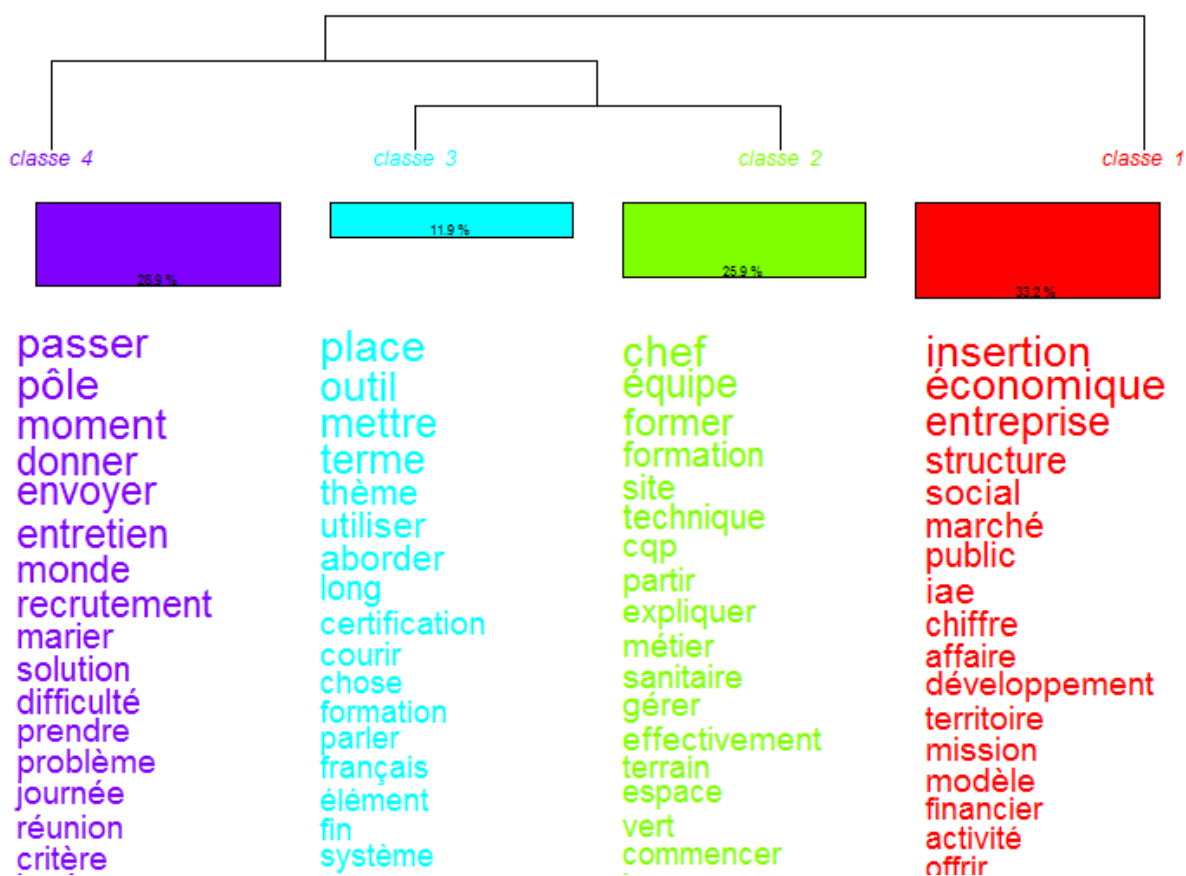 classe 4
classe 3
classe 2
classe 1
28.9 %
11.9 %
25.9 %
33.2 %
passer
pôle
moment
donner
envoyer
entretien
monde
recrutement
marier
solution
difficulté
prendre
problème
journée
réunion
critère
place
outil
mettre
terme
thème
utiliser
aborder
long
certification
courir
chose
formation
parler
français
élément
fin
système
chef
équipe
former
formation
site
technique
cqp
partir
expliquer
métier
sanitaire
gérer
effectivement
terrain
espace
vert
commencer
insertion
économique
entreprise
structure
social
marché
public
iae
chiffre
affaire
développement
territoire
mission
modèle
financier
activité
offrir